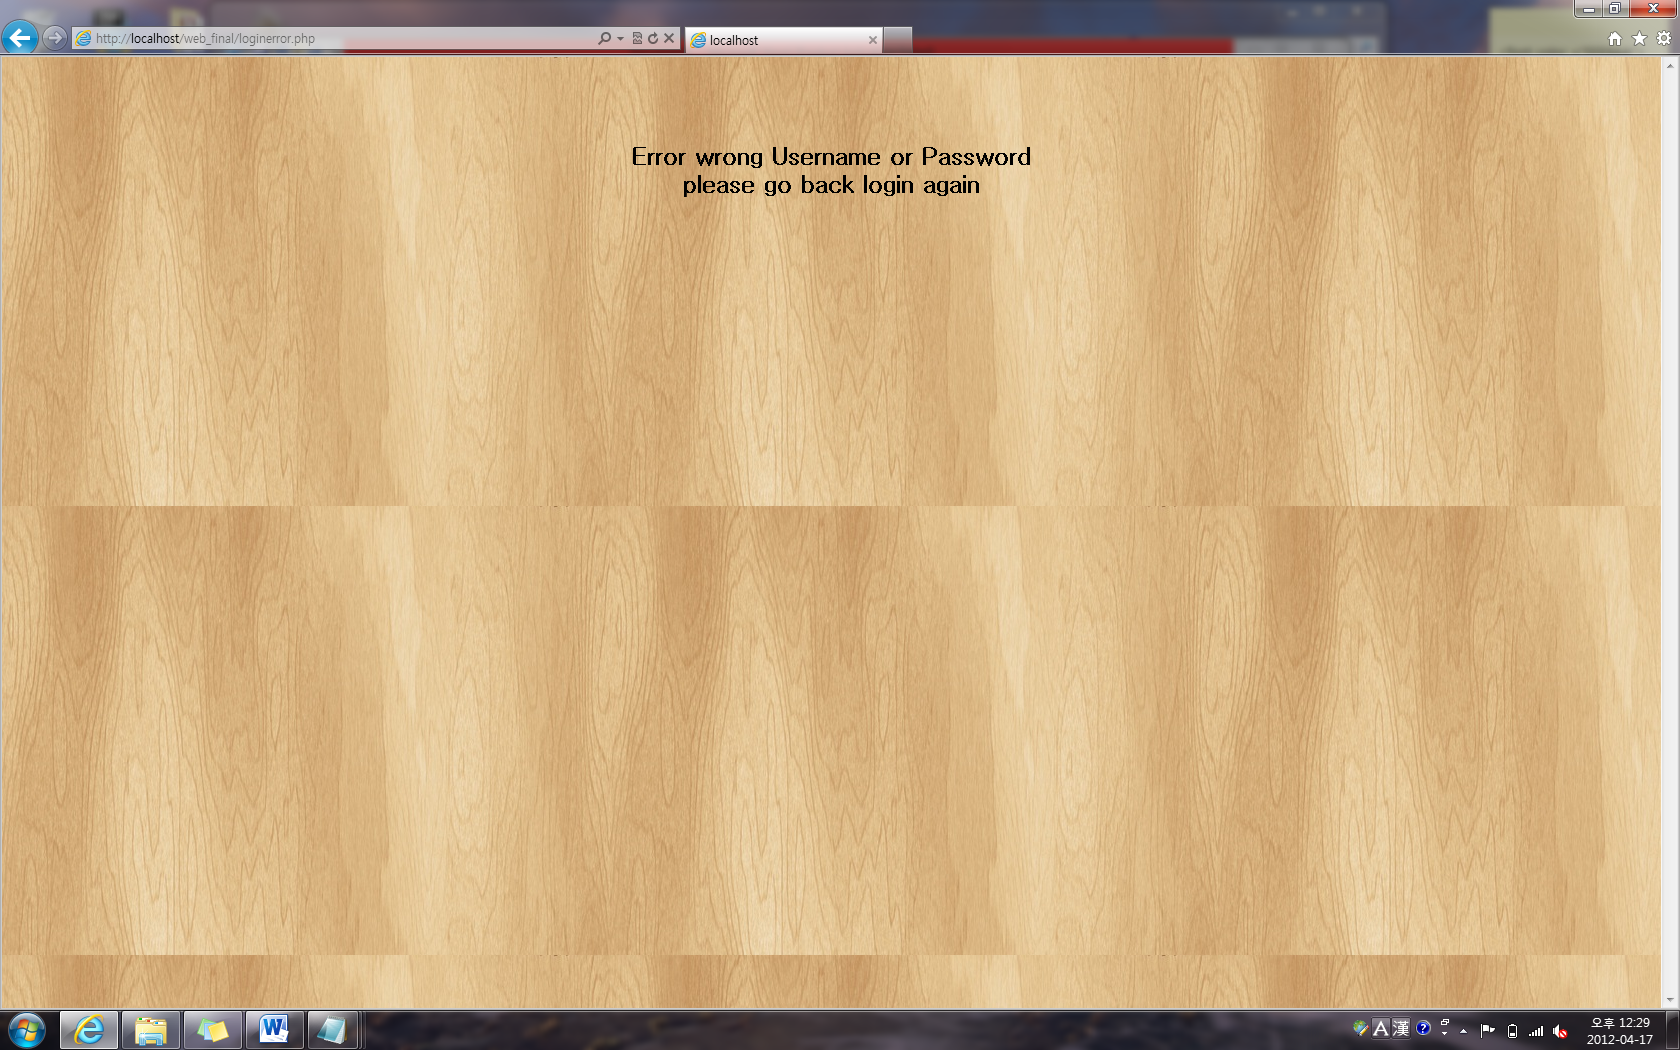 http://localhost/web_final/loginerror.php
localhost
Error wrong Username or Password
please go back login again
A 漢
오후 12:29
2012-04-17